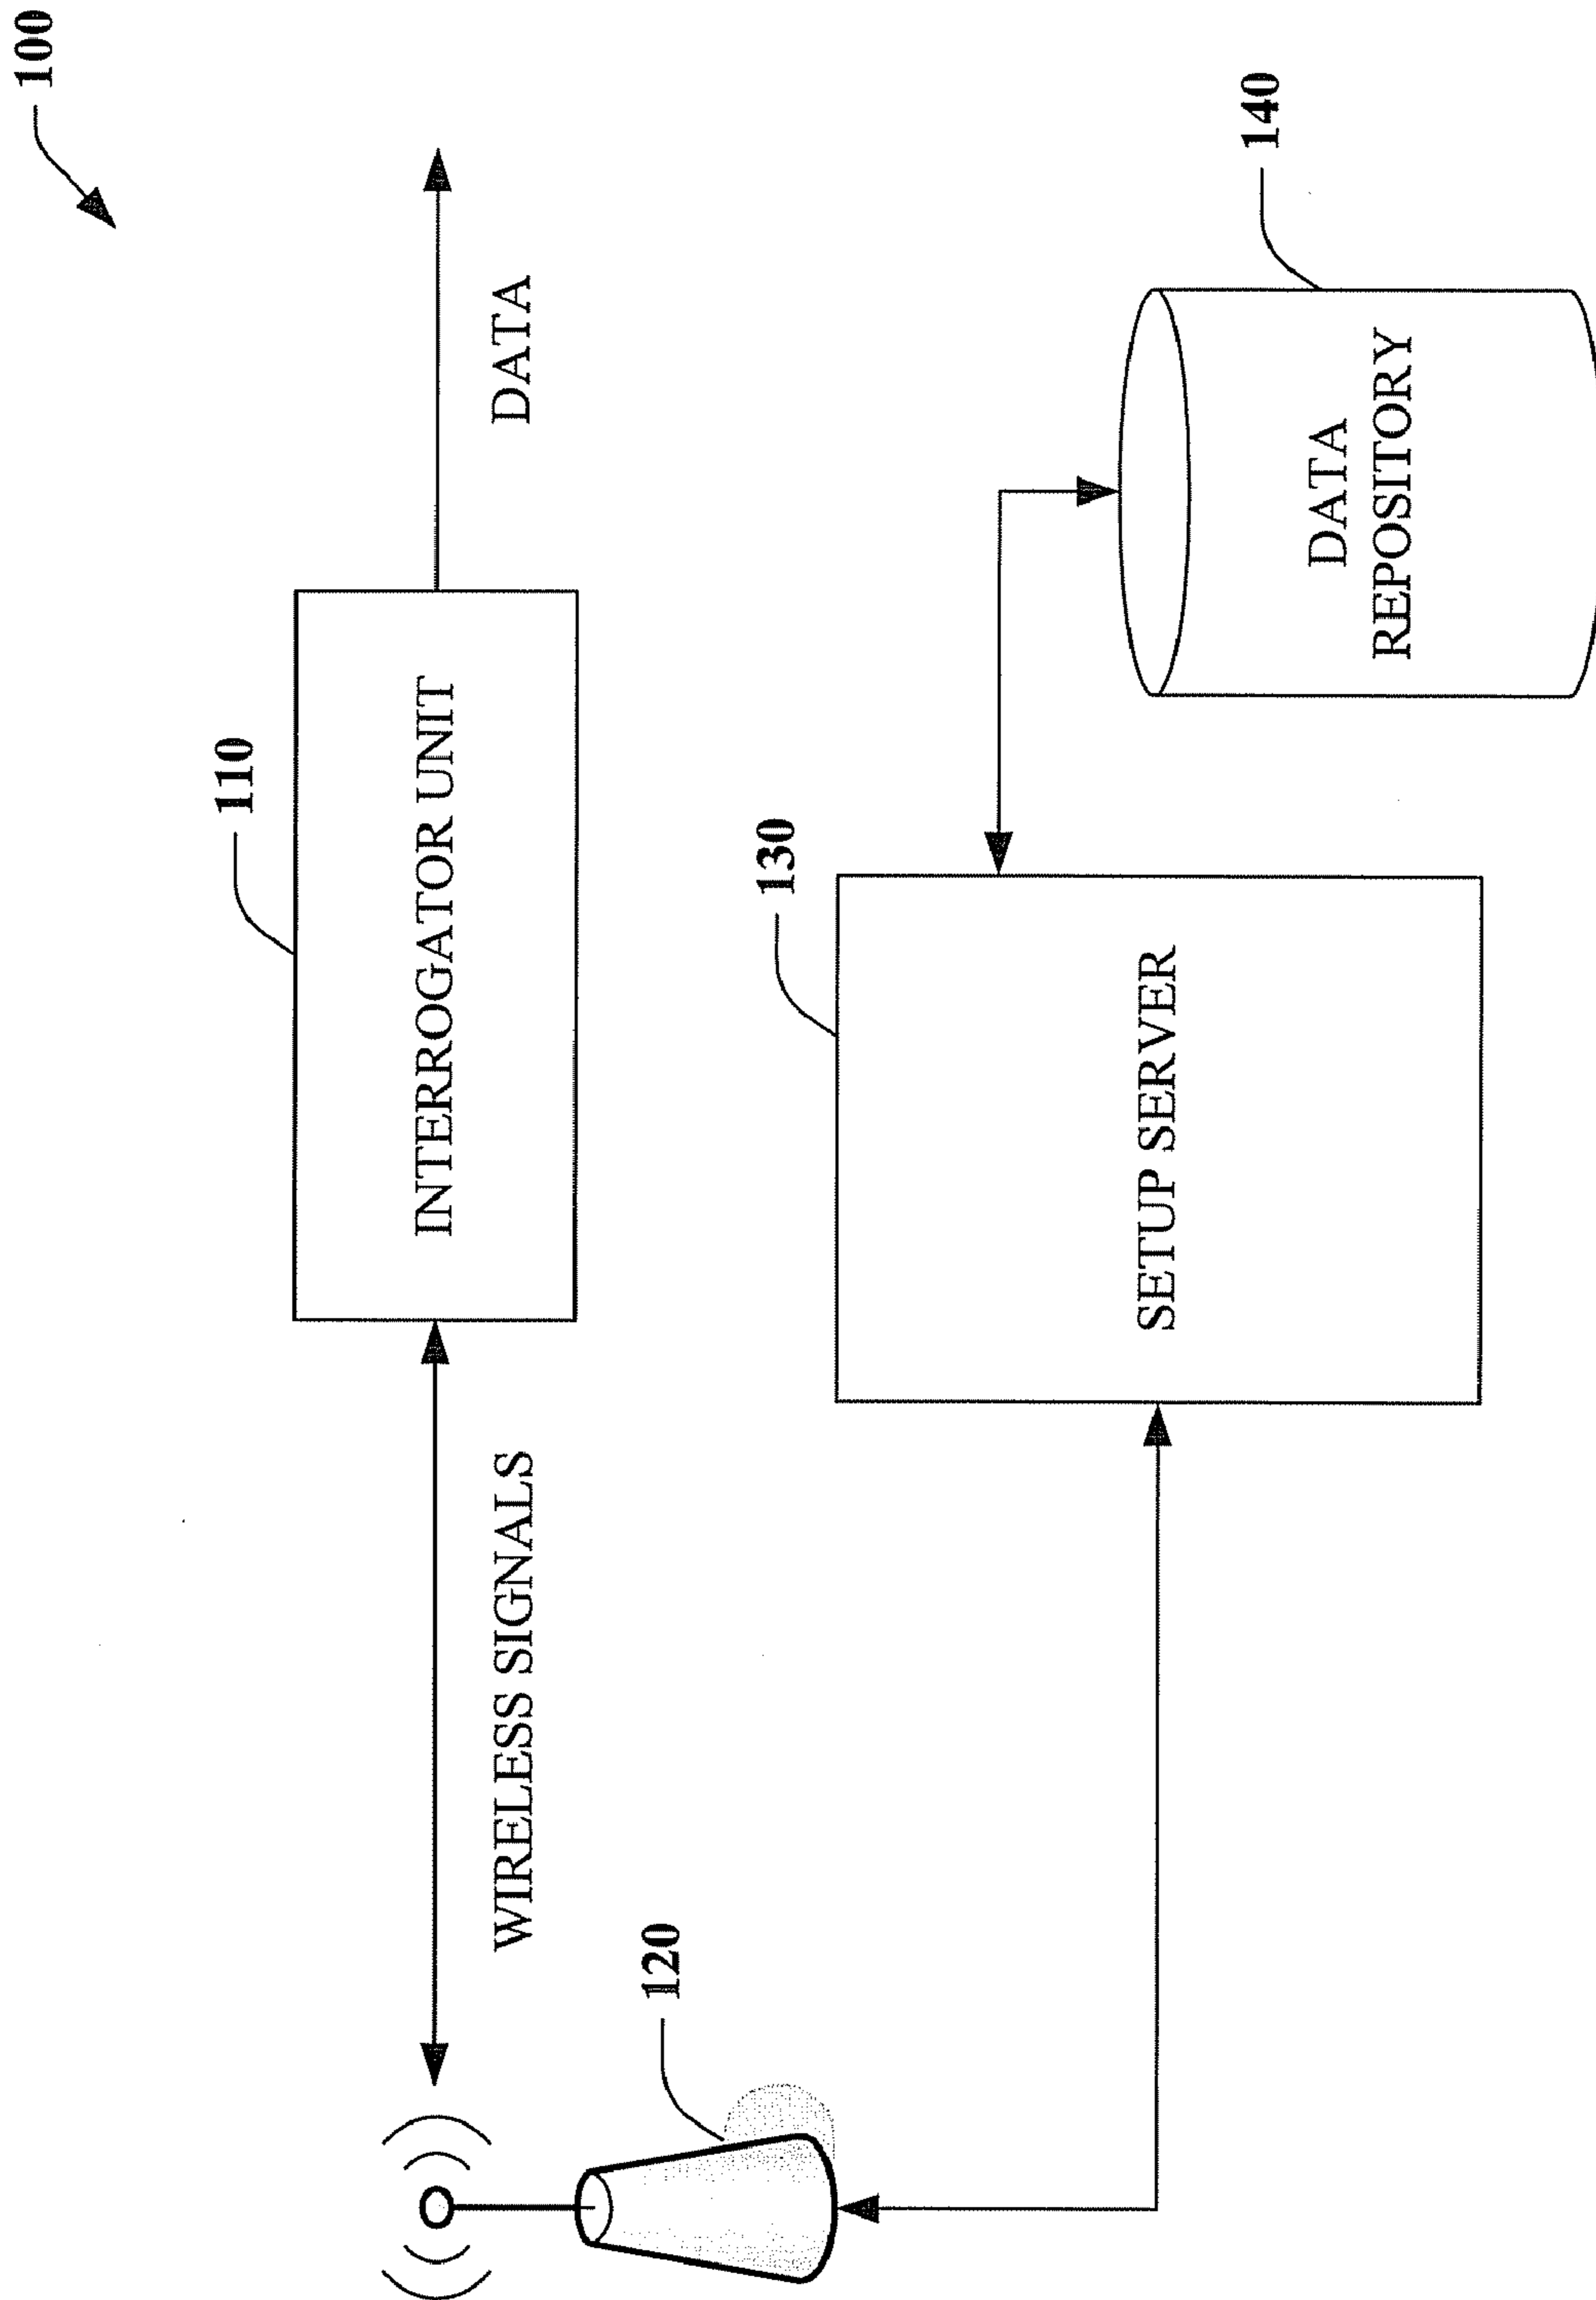 100
110
INTERROGATOR UNIT
DATA
WIRELESS SIGNALS
120
130
SETUP SERVER
140
DATA
REPOSITORY